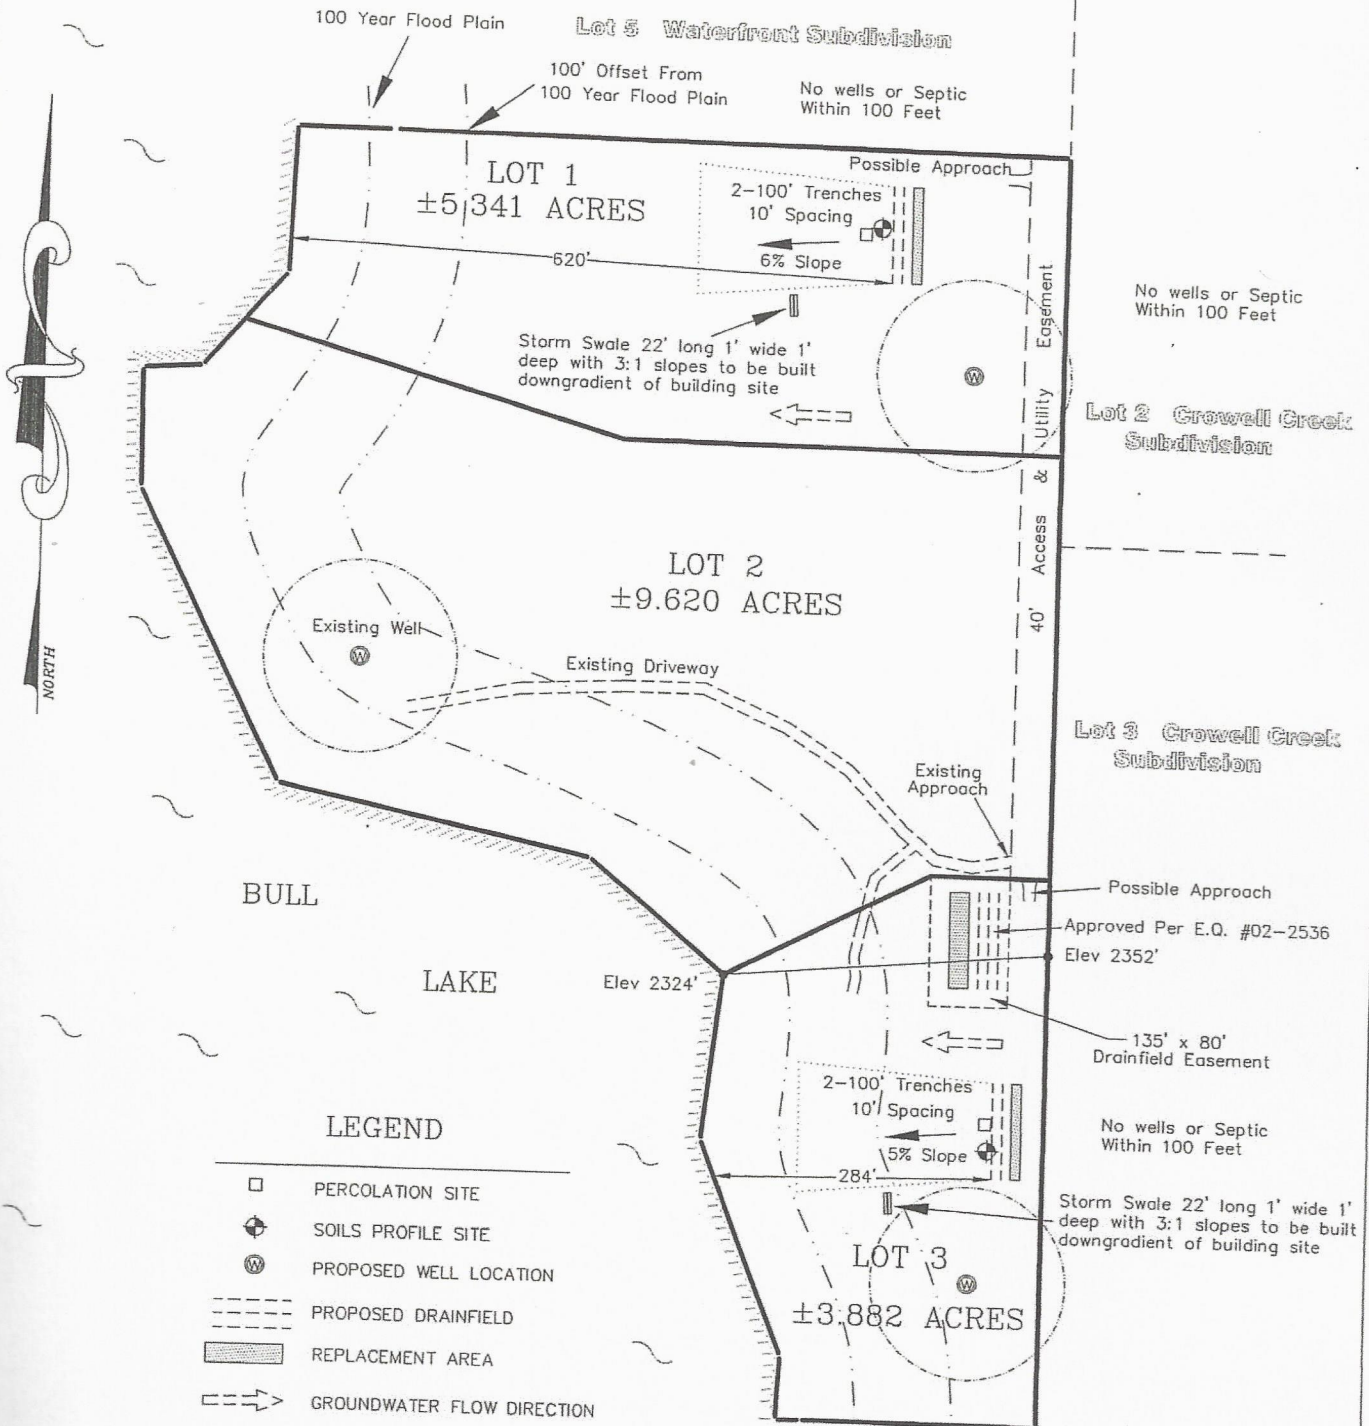 100 Year Flood Plain
Lot 5 Waterfront Subdivision
100' Offset From
100 Year Flood Plain
No wells or Septic
Within 100 Feet
LOT 1
±5.341 ACRES
Possible Approach
2-100' Trenches
10' Spacing
6% Slope
620'
Storm Swale 22' long 1' wide 1'
deep with 3:1 slopes to be built
downgradient of building site
No wells or Septic
Within 100 Feet
40' Access & Utility Easement
Lot 2 Crowell Creek
Subdivision
LOT 2
±9.620 ACRES
Existing Well
W
W
Existing Driveway
NORTH
Lot 3 Crowell Creek
Subdivision
Existing
Approach
BULL
LAKE
Possible Approach
Approved Per E.Q. #02-2536
Elev 2352'
Elev 2324'
135' x 80'
Drainfield Easement
2-100' Trenches
10' Spacing
5% Slope
284'
No wells or Septic
Within 100 Feet
Storm Swale 22' long 1' wide 1'
deep with 3:1 slopes to be built
downgradient of building site
LOT 3
W
±3.882 ACRES
LEGEND
PERCOLATION SITE
SOILS PROFILE SITE
W PROPOSED WELL LOCATION
PROPOSED DRAINFIELD
REPLACEMENT AREA
GROUNDWATER FLOW DIRECTION